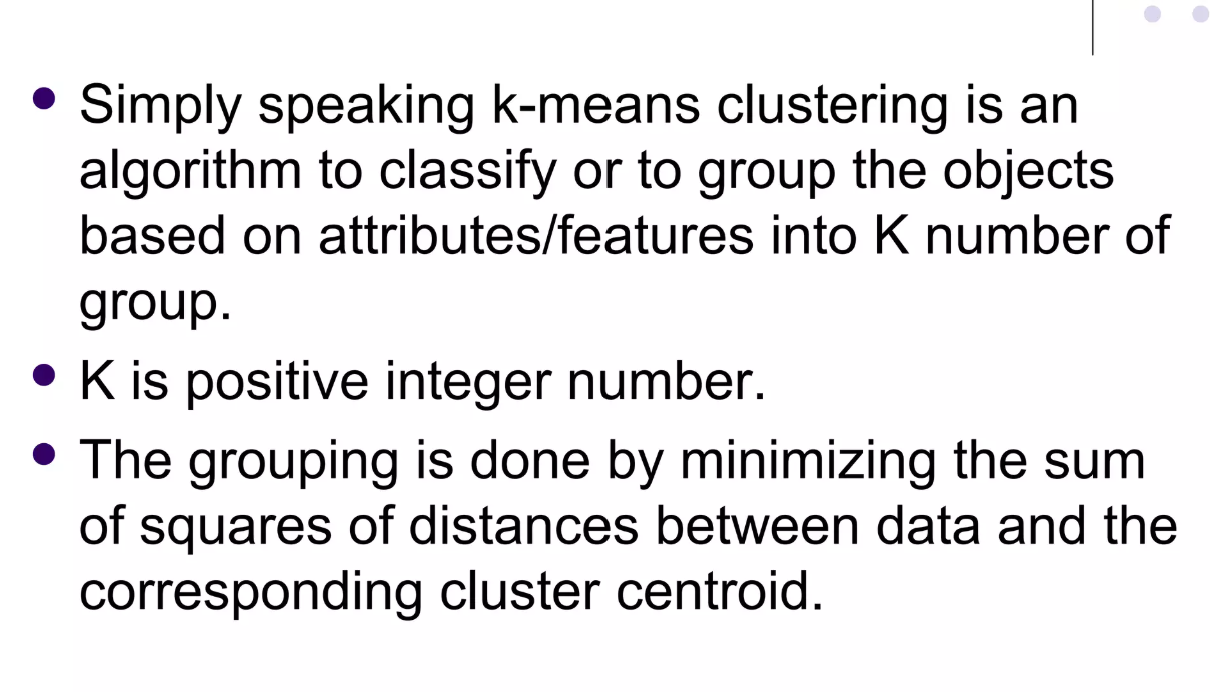 • Simply speaking k-means clustering is an
algorithm to classify or to group the objects
based on attributes/features into K number of
group.
• K is positive integer number.
• The grouping is done by minimizing the sum
of squares of distances between data and the
corresponding cluster centroid.